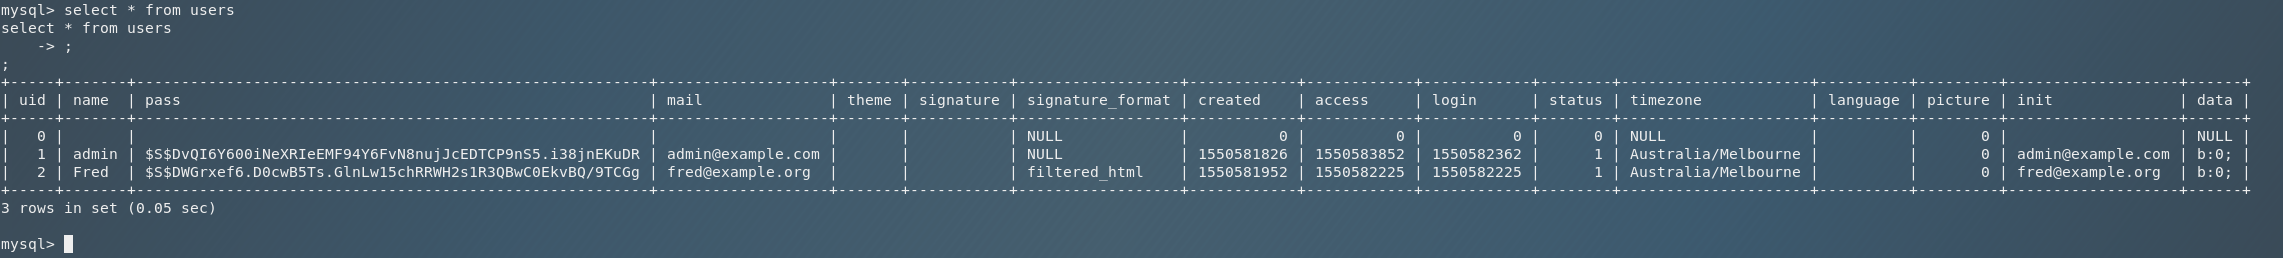 mysql> select * from users
select * from users
    -> ;
;
+-----+-------+---------------------------------------------------------+------------------+-------+-----------+------------------+------------+------------+------------+--------+---------------------+----------+---------+-------------------+------+
| uid | name  | pass                                                    | mail              | theme | signature | signature_format | created    | access     | login      | status | timezone            | language | picture | init              | data |
+-----+-------+---------------------------------------------------------+------------------+-------+-----------+------------------+------------+------------+------------+--------+---------------------+----------+---------+-------------------+------+
|   0 |       |                                                         |                   |       |           | NULL             |          0 |          0 |          0 |      0 | NULL                |          |       0 |                   | NULL |
|   1 | admin | $S$DvQI6Y600iNeXRIeEMF94Y6FvN8nujJcEDTCP9nS5.i38jnEKuDR | admin@example.com |       |           | NULL             | 1550581826 | 1550583852 | 1550582362 |      1 | Australia/Melbourne |          |       0 | admin@example.com | b:0; |
|   2 | Fred  | $S$DWGrxef6.D0cwB5Ts.GlnLw15chRRWH2s1R3QBwC0EkvBQ/9TCGg | fred@example.org  |       |           | filtered_html    | 1550581952 | 1550582225 | 1550582225 |      1 | Australia/Melbourne |          |       0 | fred@example.org  | b:0; |
+-----+-------+---------------------------------------------------------+------------------+-------+-----------+------------------+------------+------------+------------+--------+---------------------+----------+---------+-------------------+------+
3 rows in set (0.05 sec)
mysql>